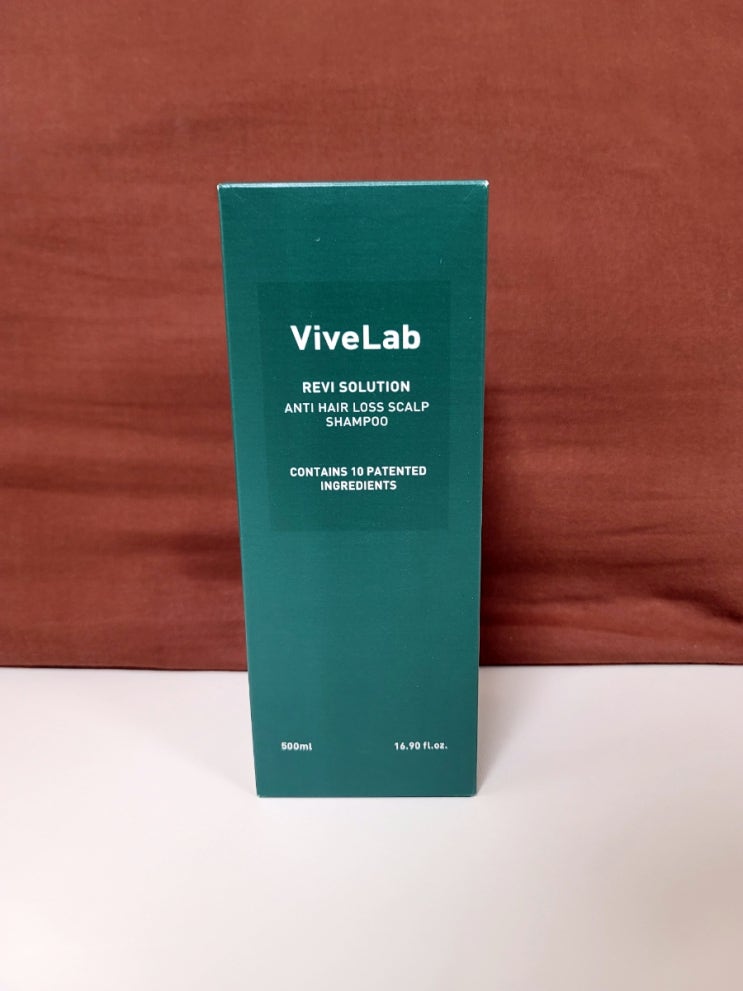 ViveLab
REVI SOLUTION
ANTI HAIR LOSS SCALP
SHAMPOO
CONTAINS 10 PATENTED
INGREDIENTS
500ml 16.90 fl.oz.